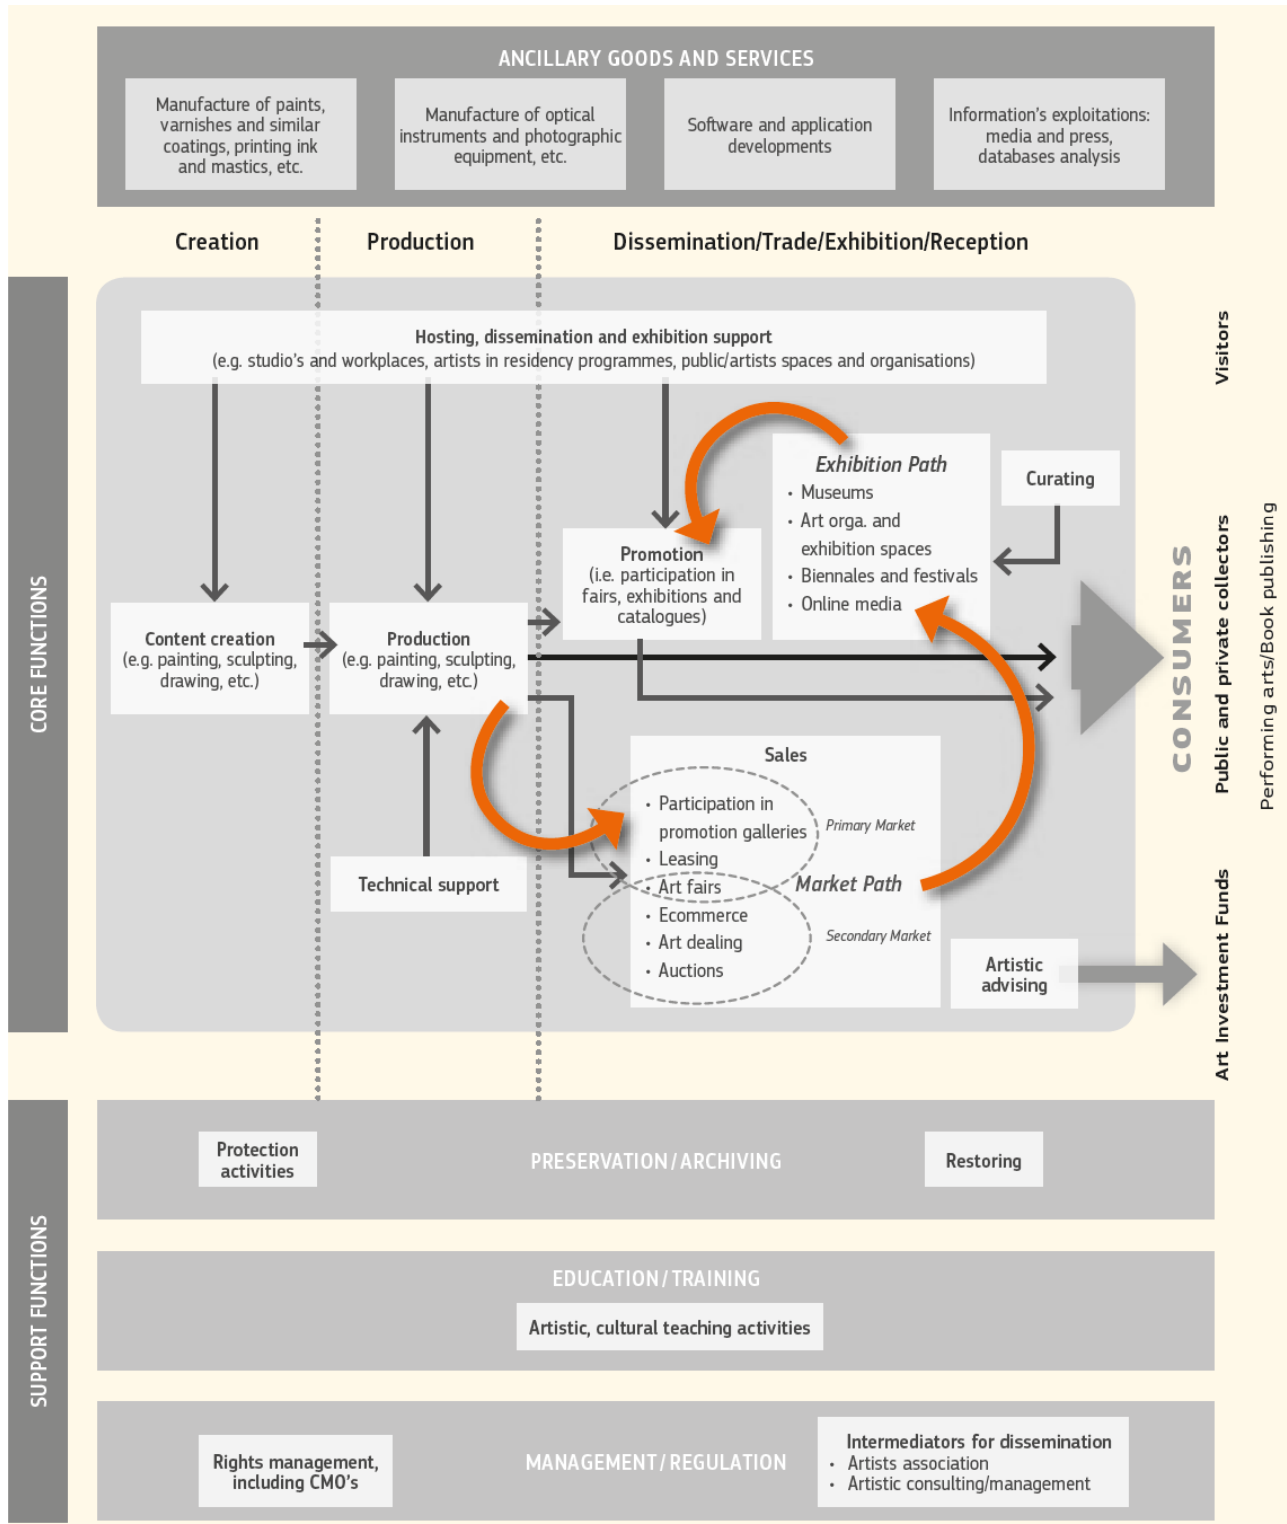 ANCILLARY GOODS AND SERVICES
Manufacture of paints,
varnishes and similar
coatings, printing ink
and mastics, etc.
Manufacture of optical
instruments and photographic
equipment, etc.
Software and application
developments
Information's exploitations:
media and press,
databases analysis
Creation
Production
Dissemination/Trade/Exhibition/Reception
CORE FUNCTIONS
Hosting, dissemination and exhibition support
(e.g. studio's and workplaces, artists in residency programmes, public/artists spaces and organisations)
Exhibition Path
• Museums
• Art orga. and
exhibition spaces
• Biennales and festivals
• Online media
Curating
Promotion
(i.e. participation in
fairs, exhibitions and
catalogues)
Content creation
(e.g. painting, sculpting,
drawing, etc.)
Production
(e.g. painting, sculpting,
drawing, etc.)
Technical support
Sales
• Participation in
promotion galleries
• Leasing
• Art fairs
• Ecommerce
• Art dealing
• Auctions
Primary Market
Market Path
Secondary Market
Artistic
advising
CONSUMERS
Visitors
Public and private collectors
Art Investment Funds
Performing arts/Book publishing
SUPPORT FUNCTIONS
Protection
activities
PRESERVATION/ARCHIVING
Restoring
EDUCATION/TRAINING
Artistic, cultural teaching activities
Rights management,
including CMO's
MANAGEMENT/REGULATION
Intermediators for dissemination
• Artists association
• Artistic consulting/management